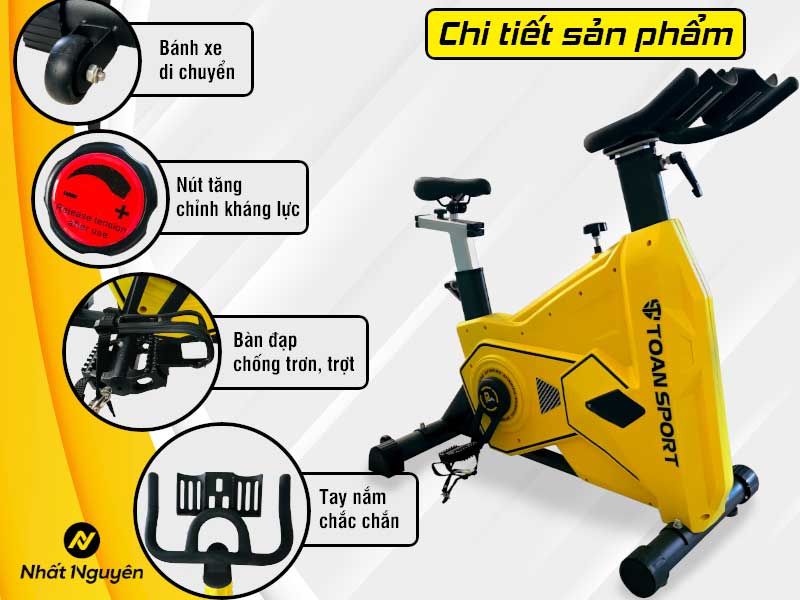 Chi tiết sản phẩm
Bánh xe
di chuyển
Nút tăng
chỉnh kháng lực
Release tension
after use
Bàn đạp
chống trơn, trợt
Tay nắm
chắc chắn
TOAN SPORT
Nhất Nguyên